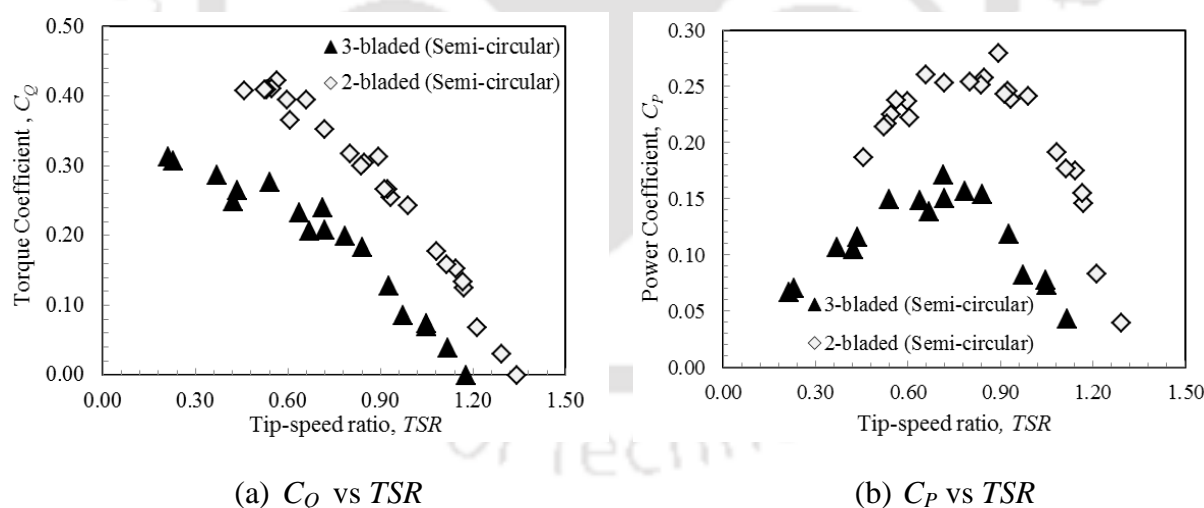 0.50
0.40
0.30
0.20
0.10
0.00
0.00 0.30 0.60 0.90 1.20 1.50
Torque Coefficient , C_Q
Tip-speed ratio, TSR
▲ 3-bladed (Semi-circular)
◇ 2-bladed (Semi-circular)
(a) C_Q vs TSR
0.30
0.25
0.20
0.15
0.10
0.05
0.00
0.00 0.30 0.60 0.90 1.20 1.50
Power Coefficient, C_P
Tip-speed ratio, TSR
▲ 3-bladed (Semi-circular)
◇ 2-bladed (Semi-circular)
(b) C_P vs TSR